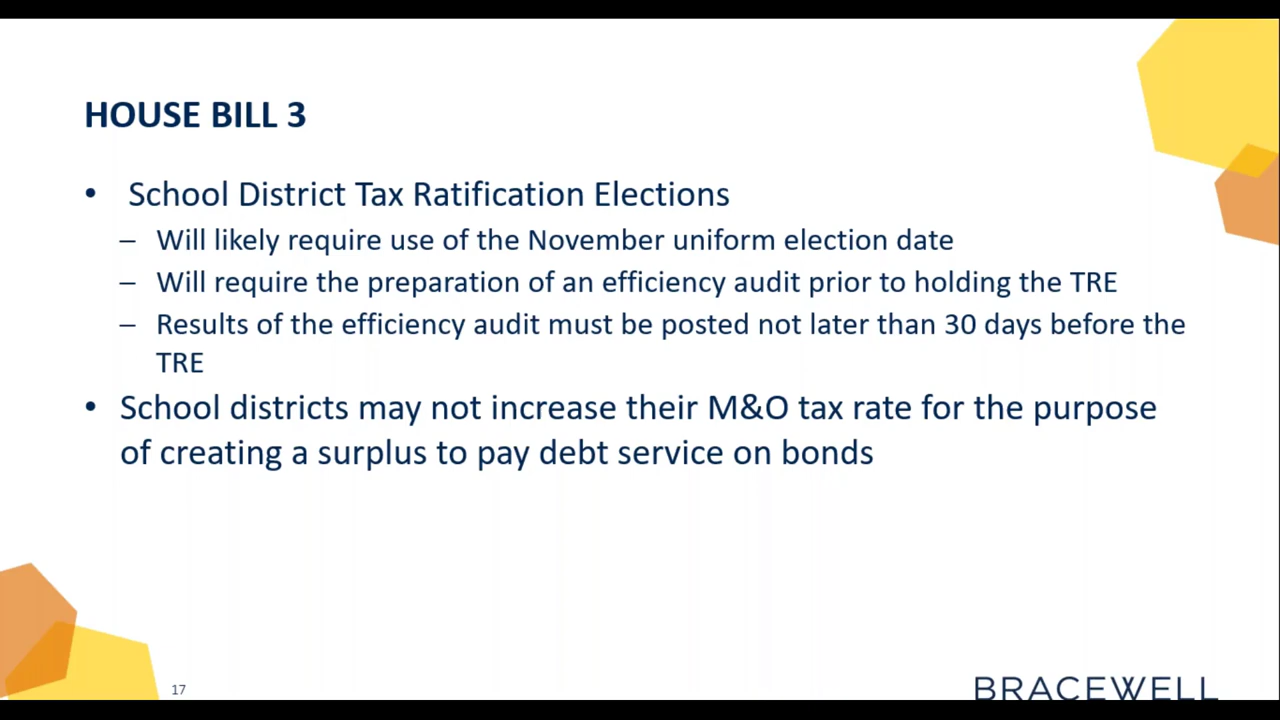 HOUSE BILL 3
• School District Tax Ratification Elections
– Will likely require use of the November uniform election date
– Will require the preparation of an efficiency audit prior to holding the TRE
– Results of the efficiency audit must be posted not later than 30 days before the
TRE
• School districts may not increase their M&O tax rate for the purpose
of creating a surplus to pay debt service on bonds
17
BRACEWELL